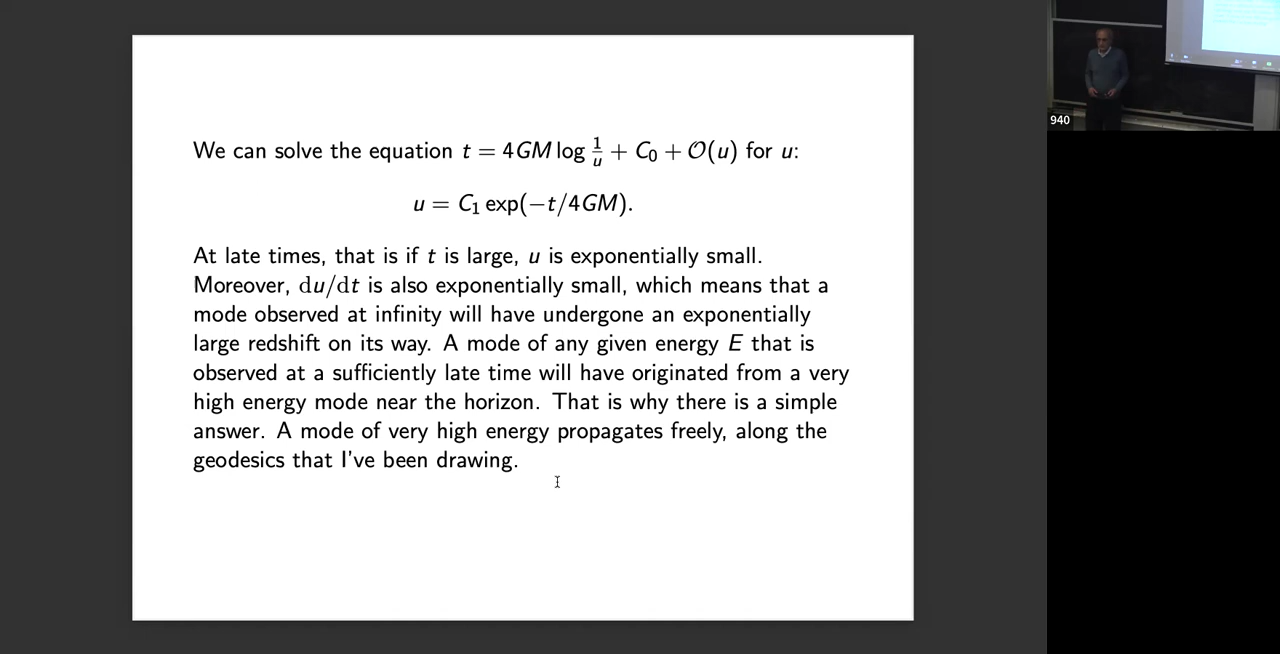 We can solve the equation t = 4GM log 1/u + C₀ + 𝒪(u) for u:
u = C₁ exp(−t/4GM).
At late times, that is if t is large, u is exponentially small.
Moreover, du/dt is also exponentially small, which means that a
mode observed at infinity will have undergone an exponentially
large redshift on its way. A mode of any given energy E that is
observed at a sufficiently late time will have originated from a very
high energy mode near the horizon. That is why there is a simple
answer. A mode of very high energy propagates freely, along the
geodesics that I've been drawing.
940